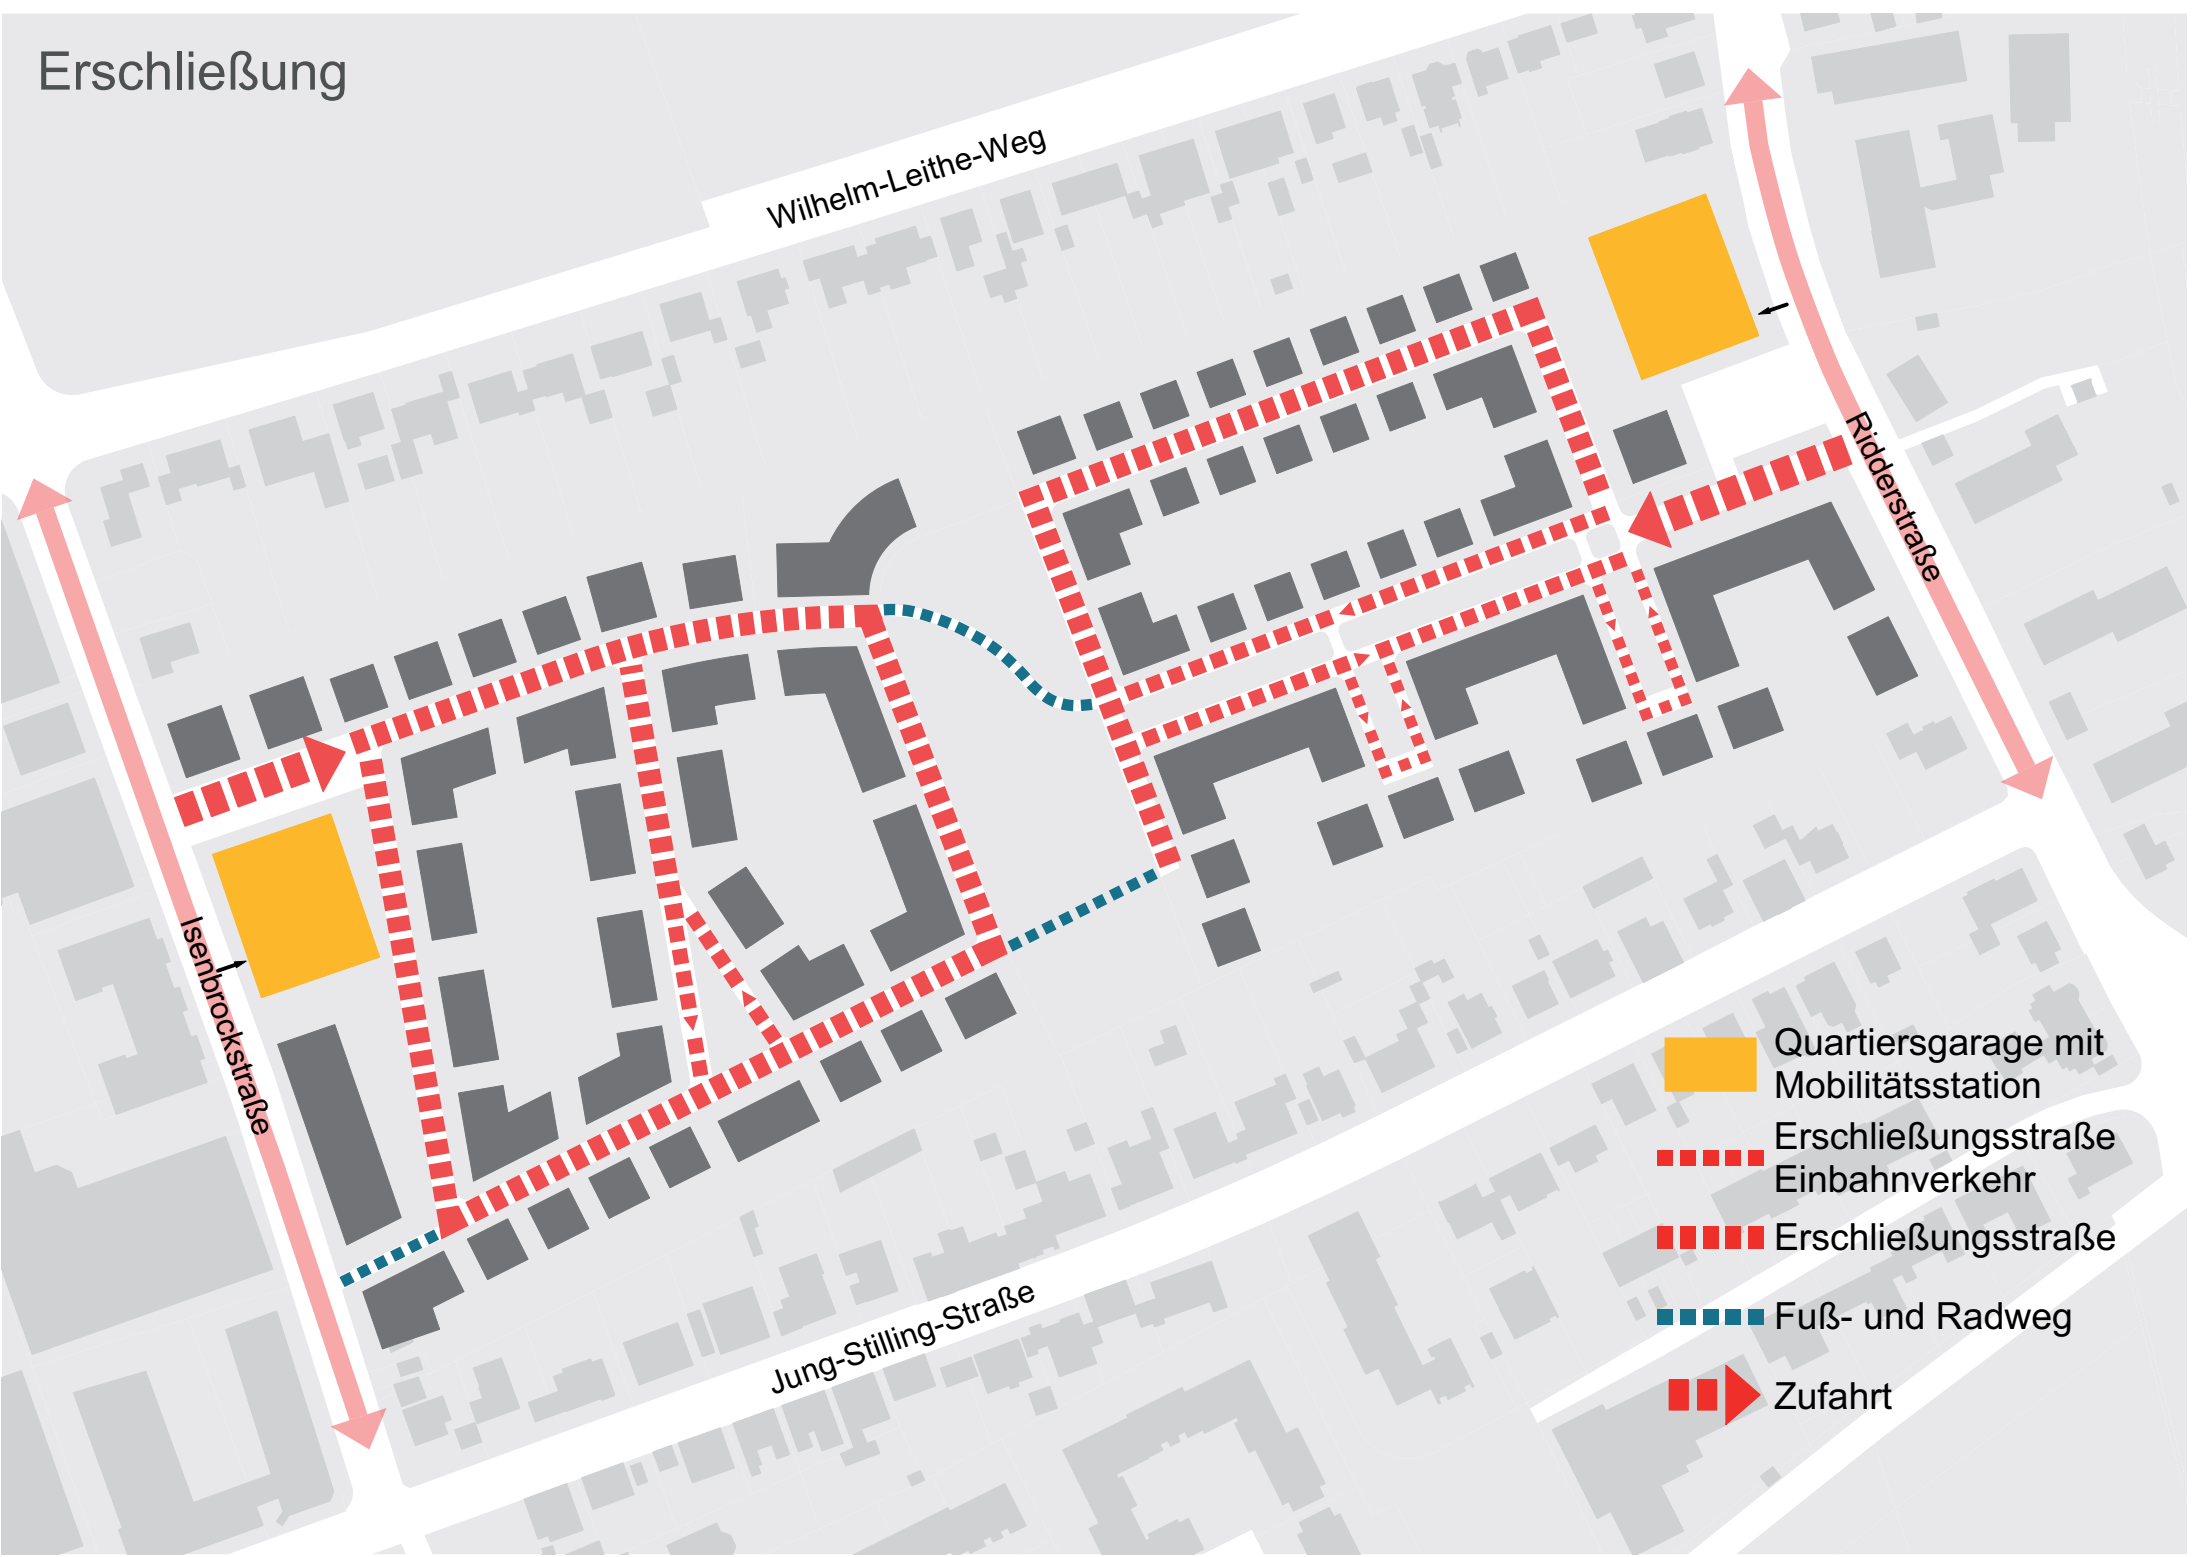 Erschließung
Wilhelm-Leithe-Weg
Ridderstraße
Isenbrockstraße
Jung-Stilling-Straße
Quartiersgarage mit
Mobilitätsstation
Erschließungsstraße
Einbahnverkehr
Erschließungsstraße
Fuß- und Radweg
Zufahrt